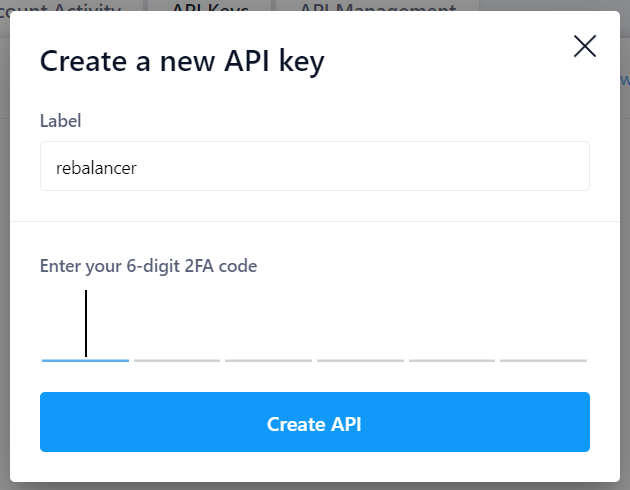 count Activity API Keys API Management
Create a new API key
Label
rebalancer
Enter your 6-digit 2FA code
Create API